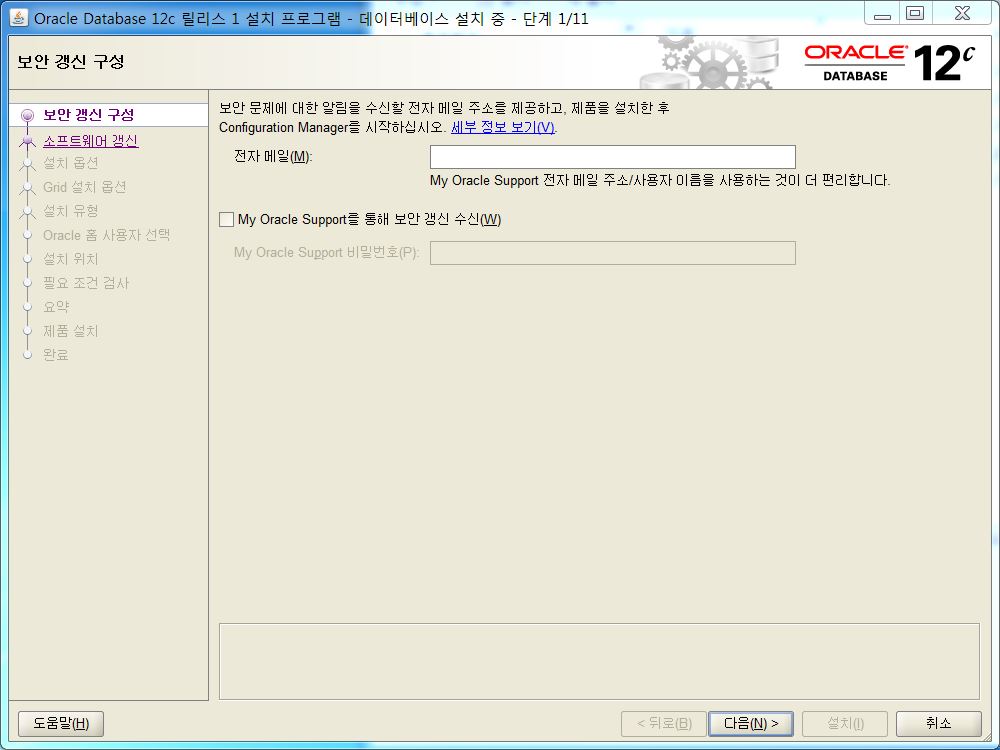 Oracle Database 12c 릴리스 1 설치 프로그램 - 데이터베이스 설치 중 - 단계 1/11
보안 갱신 구성
ORACLE
DATABASE
12c
보안 갱신 구성
소프트웨어 갱신
설치 옵션
Grid 설치 옵션
설치 유형
Oracle 홈 사용자 선택
설치 위치
필요 조건 검사
요약
제품 설치
완료
보안 문제에 대한 알림을 수신할 전자 메일 주소를 제공하고, 제품을 설치한 후
Configuration Manager를 시작하십시오. 세부 정보 보기(V).
전자 메일(M):
My Oracle Support 전자 메일 주소/사용자 이름을 사용하는 것이 더 편리합니다.
My Oracle Support을 통해 보안 갱신 수신(W)
My Oracle Support 비밀번호(P):
도움말(H)
< 뒤로(B)
다음(N) >
설치(I)
취소